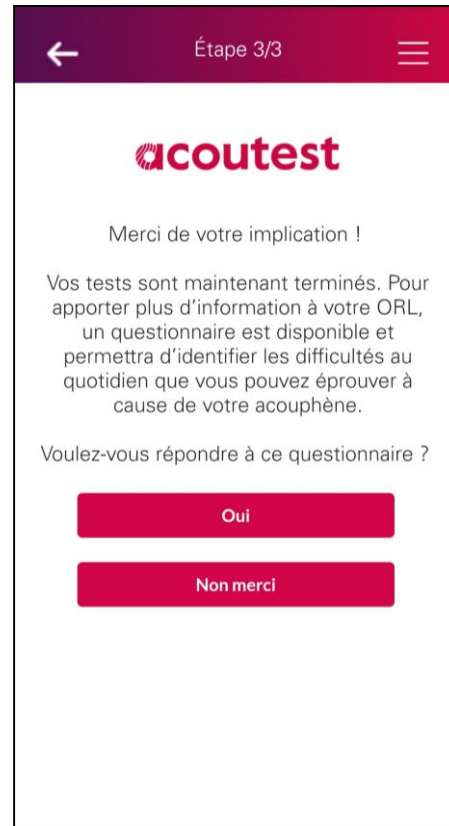 Étape 3/3
acoutest
Merci de votre implication !
Vos tests sont maintenant terminés. Pour
apporter plus d'information à votre ORL,
un questionnaire est disponible et
permettra d'identifier les difficultés au
quotidien que vous pouvez éprouver à
cause de votre acouphène.
Voulez-vous répondre à ce questionnaire ?
Oui
Non merci